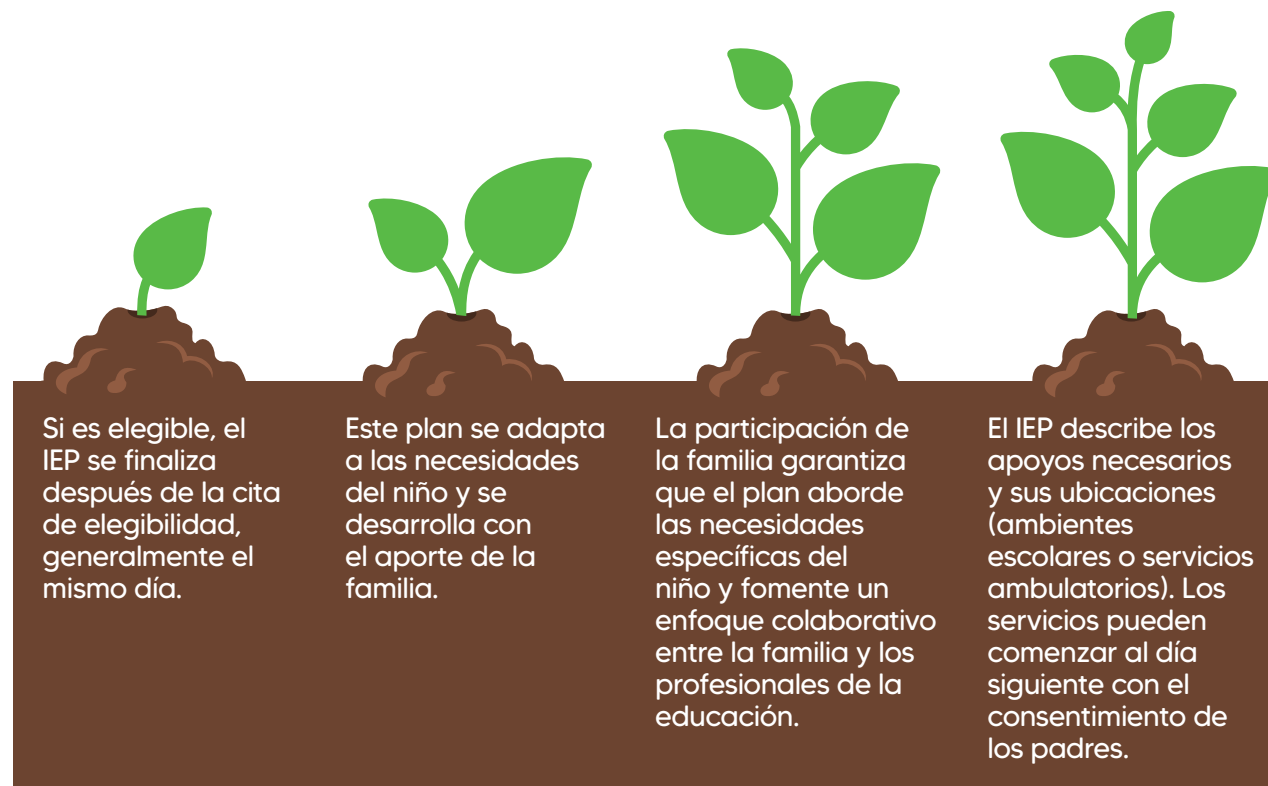 Si es elegible, el
IEP se finaliza
después de la cita
de elegibilidad,
generalmente el
mismo día.
Este plan se adapta
a las necesidades
del niño y se
desarrolla con
el aporte de la
familia.
La participación de
la familia garantiza
que el plan aborde
las necesidades
específicas del
niño y fomente un
enfoque colaborativo
entre la familia y los
profesionales de la
educación.
El IEP describe los
apoyos necesarios
y sus ubicaciones
(ambientes
escolares o servicios
ambulatorios). Los
servicios pueden
comenzar al día
siguiente con el
consentimiento de
los padres.